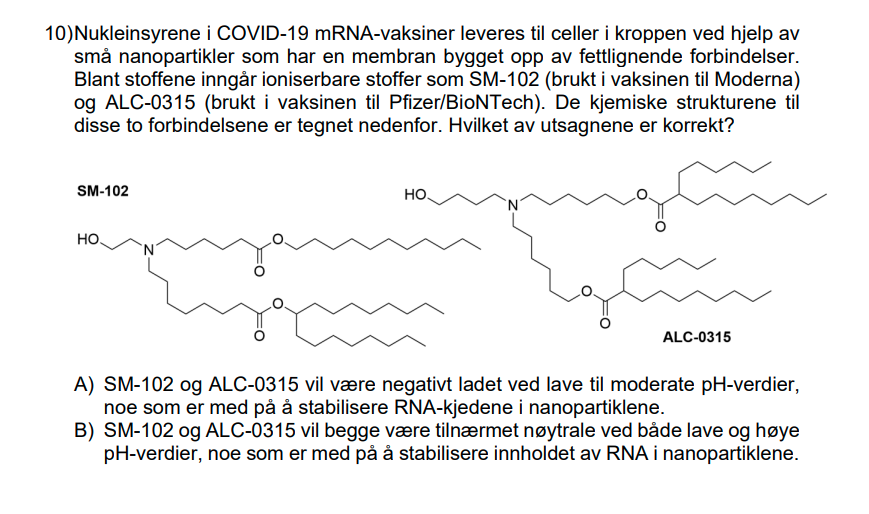 10)Nukleinsyrene i COVID-19 mRNA-vaksiner leveres til celler i kroppen ved hjelp av
små nanopartikler som har en membran bygget opp av fettlignende forbindelser.
Blant stoffene inngår ioniserbare stoffer som SM-102 (brukt i vaksinen til Moderna)
og ALC-0315 (brukt i vaksinen til Pfizer/BioNTech). De kjemiske strukturene til
disse to forbindelsene er tegnet nedenfor. Hvilket av utsagnene er korrekt?
SM-102
HO
N
O
O
O
O
HO
N
O
O
O
O
ALC-0315
A) SM-102 og ALC-0315 vil være negativt ladet ved lave til moderate pH-verdier,
noe som er med på å stabilisere RNA-kjedene i nanopartiklene.
B) SM-102 og ALC-0315 vil begge være tilnærmet nøytrale ved både lave og høye
pH-verdier, noe som er med på å stabilisere innholdet av RNA i nanopartiklene.